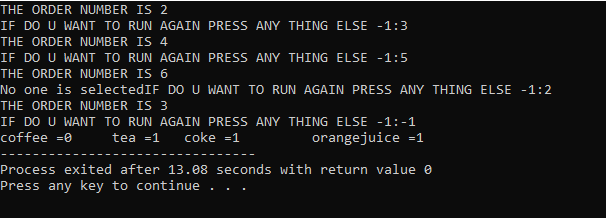 THE ORDER NUMBER IS 2
IF DO U WANT TO RUN AGAIN PRESS ANY THING ELSE -1:3
THE ORDER NUMBER IS 4
IF DO U WANT TO RUN AGAIN PRESS ANY THING ELSE -1:5
THE ORDER NUMBER IS 6
No one is selectedIF DO U WANT TO RUN AGAIN PRESS ANY THING ELSE -1:2
THE ORDER NUMBER IS 3
IF DO U WANT TO RUN AGAIN PRESS ANY THING ELSE -1:-1
coffee =0     tea =1   coke =1         orangejuice =1
--------------------------------
Process exited after 13.08 seconds with return value 0
Press any key to continue . . .